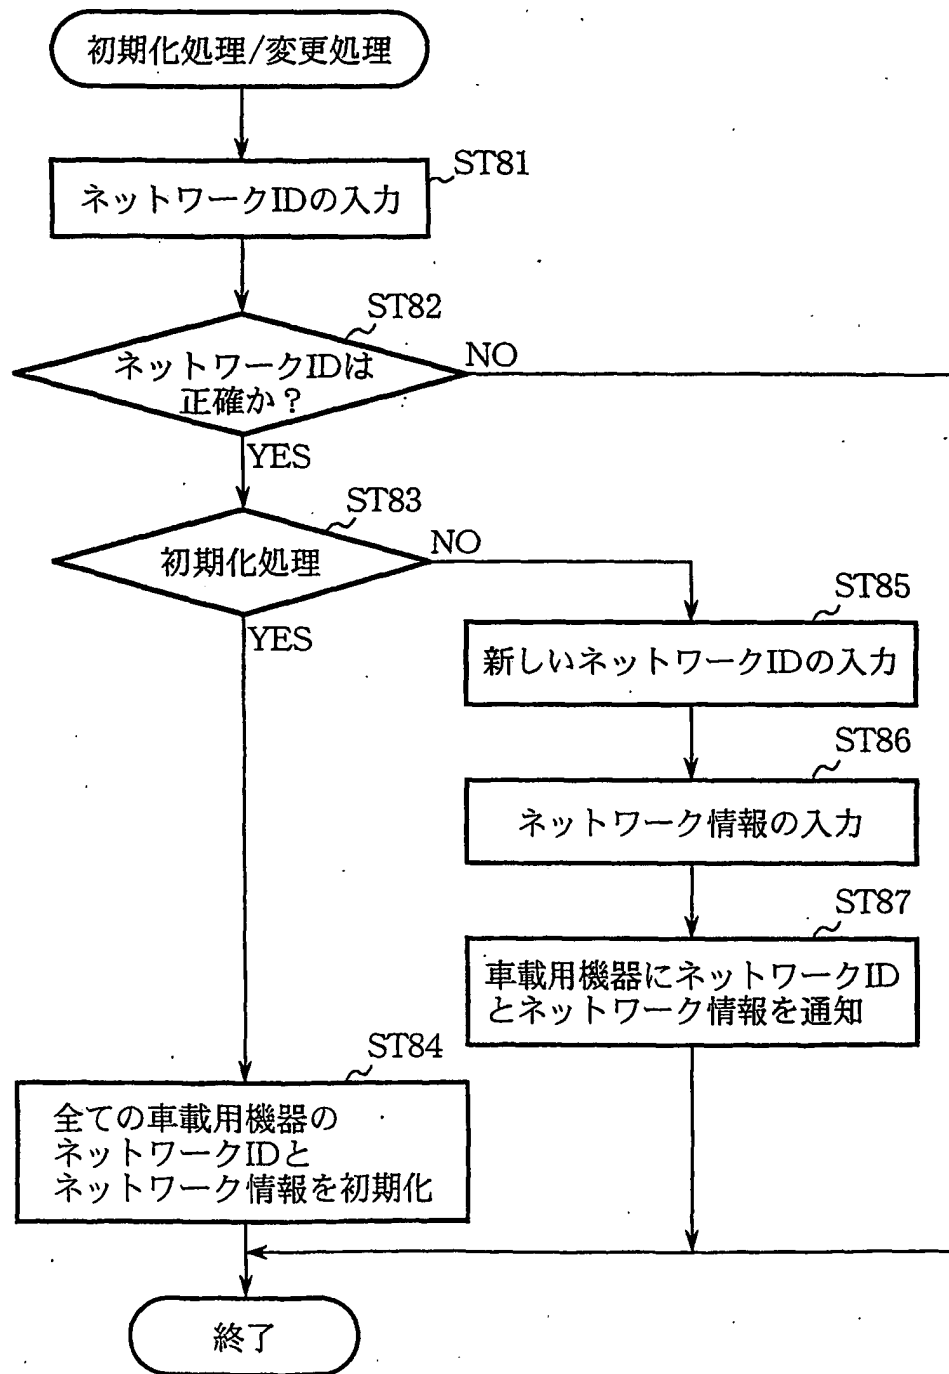 初期化処理/変更処理
ST81
ネットワークIDの入力
ST82
ネットワークIDは
正確か？
NO
YES
ST83
初期化処理
NO
YES
ST85
新しいネットワークIDの入力
ST86
ネットワーク情報の入力
ST87
車載用機器にネットワークID
とネットワーク情報を通知
ST84
全ての車載用機器の
ネットワークIDと
ネットワーク情報を初期化
終了